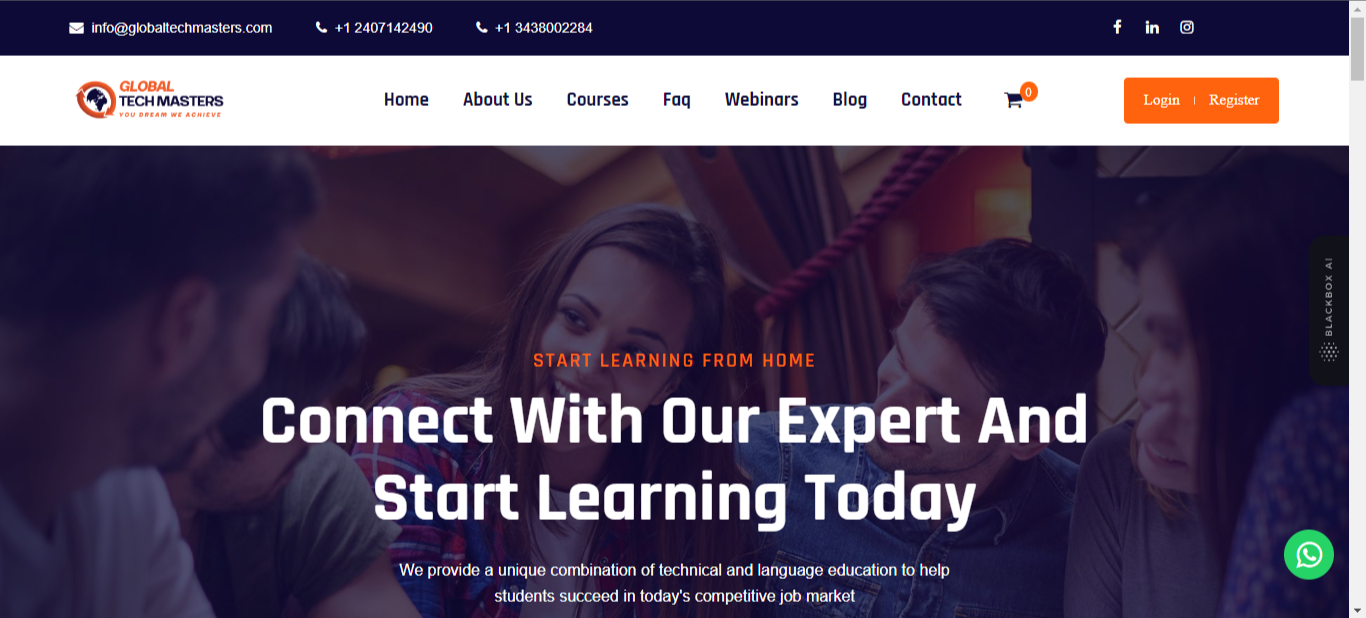 info@globaltechmasters.com +1 2407142490 +1 3438002284
GLOBAL
TECH MASTERS
YOU DREAM WE ACHIEVE
Home About Us Courses Faq Webinars Blog Contact 0 Login | Register
BLACKBOX AI
START LEARNING FROM HOME
Connect With Our Expert And
Start Learning Today
We provide a unique combination of technical and language education to help
students succeed in today's competitive job market